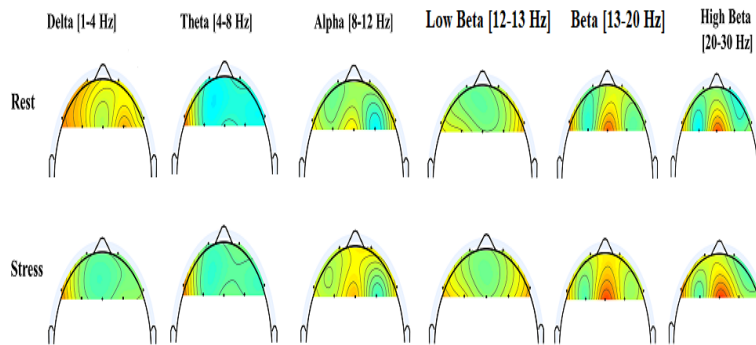 Delta [1-4 Hz] Theta [4-8 Hz] Alpha [8-12 Hz] Low Beta [12-13 Hz] Beta [13-20 Hz] High Beta
[20-30 Hz]
Rest
Stress